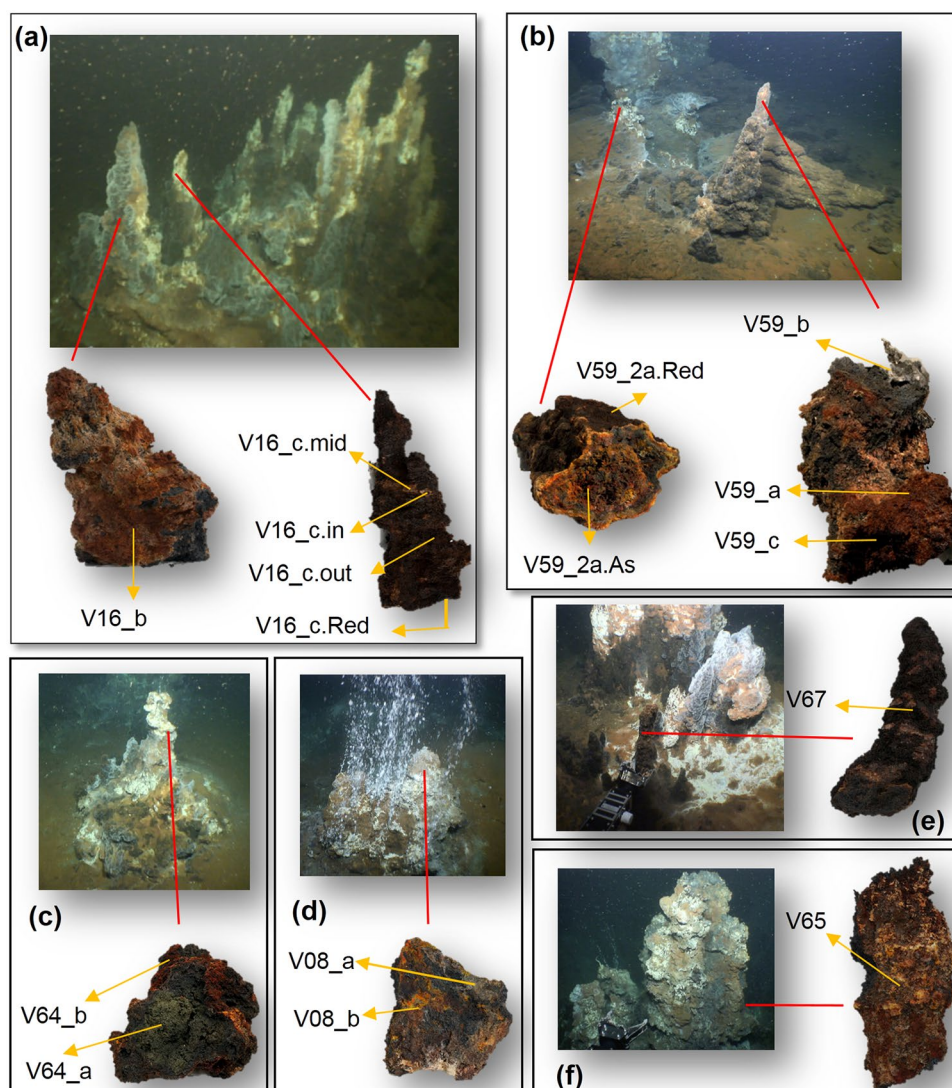 (a)
V16_c.mid
V16_c.in
V16_c.out
V16_b
V16_c.Red
(b)
V59_b
V59_2a.Red
V59_a
V59_c
V59_2a.As
(c)
V64_b
V64_a
(d)
V08_a
V08_b
V67
(e)
V65
(f)